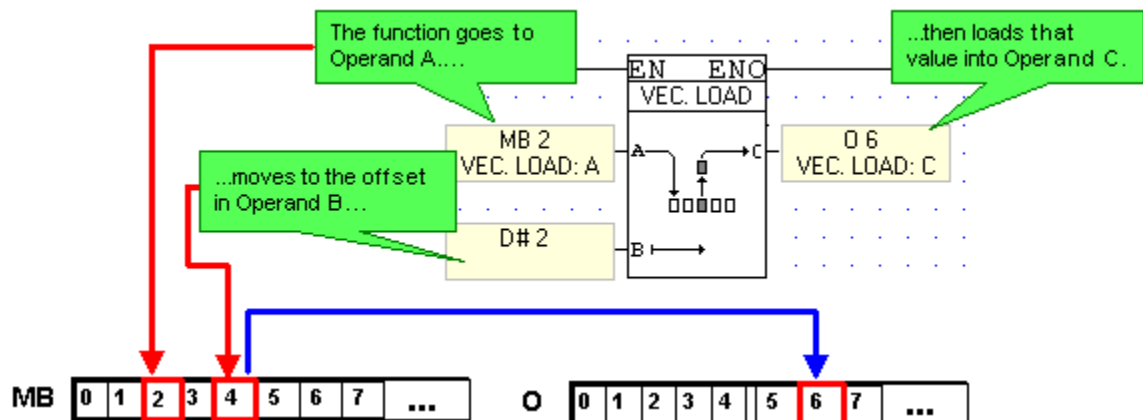 The function goes to
Operand A....
...then loads that
value into Operand C.
EN ENO
VEC. LOAD
MB 2
VEC. LOAD: A
A
C
O 6
VEC. LOAD: C
...moves to the offset
in Operand B...
D# 2
B
MB 0 1 2 3 4 5 6 7 ...
O 0 1 2 3 4 5 6 7 ...